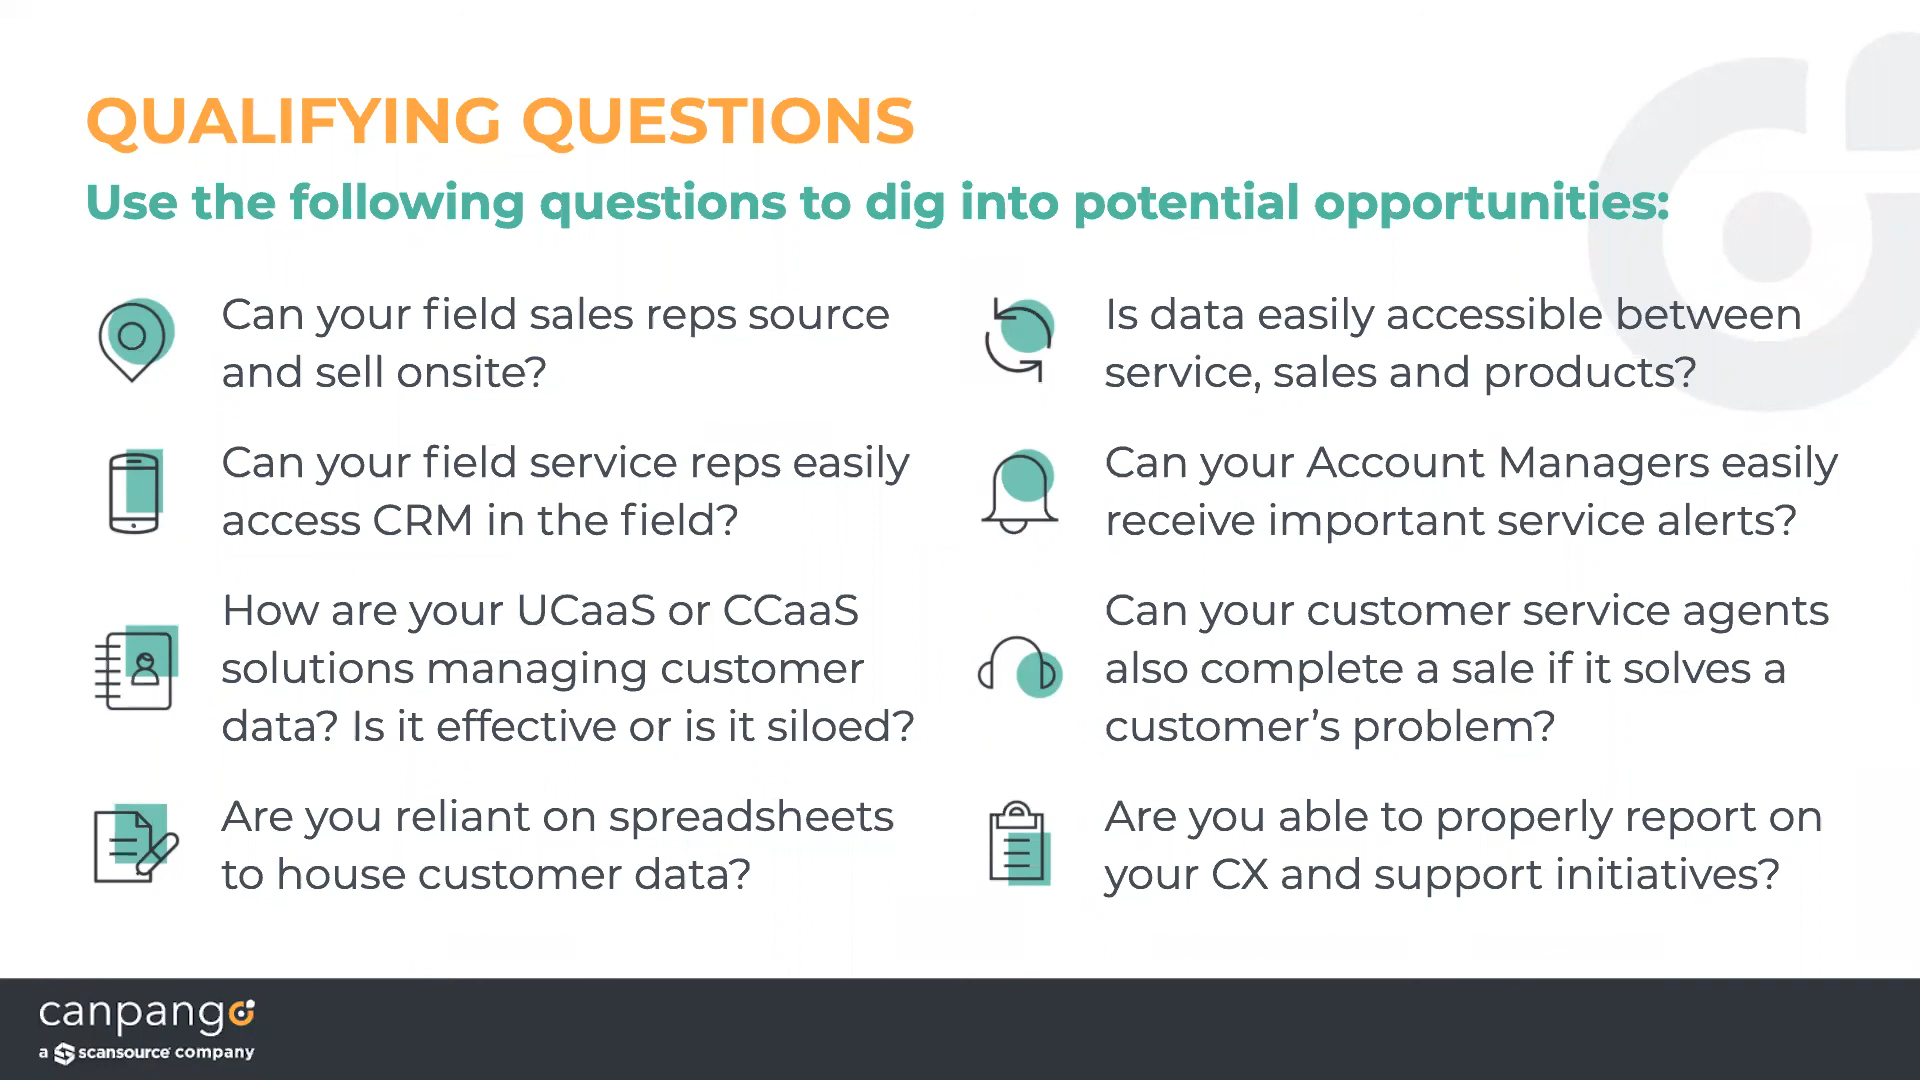 QUALIFYING QUESTIONS
Use the following questions to dig into potential opportunities:
Can your field sales reps source
and sell onsite?
Can your field service reps easily
access CRM in the field?
How are your UCaaS or CCaaS
solutions managing customer
data? Is it effective or is it siloed?
Are you reliant on spreadsheets
to house customer data?
Is data easily accessible between
service, sales and products?
Can your Account Managers easily
receive important service alerts?
Can your customer service agents
also complete a sale if it solves a
customer’s problem?
Are you able to properly report on
your CX and support initiatives?
canpango
a scansource company